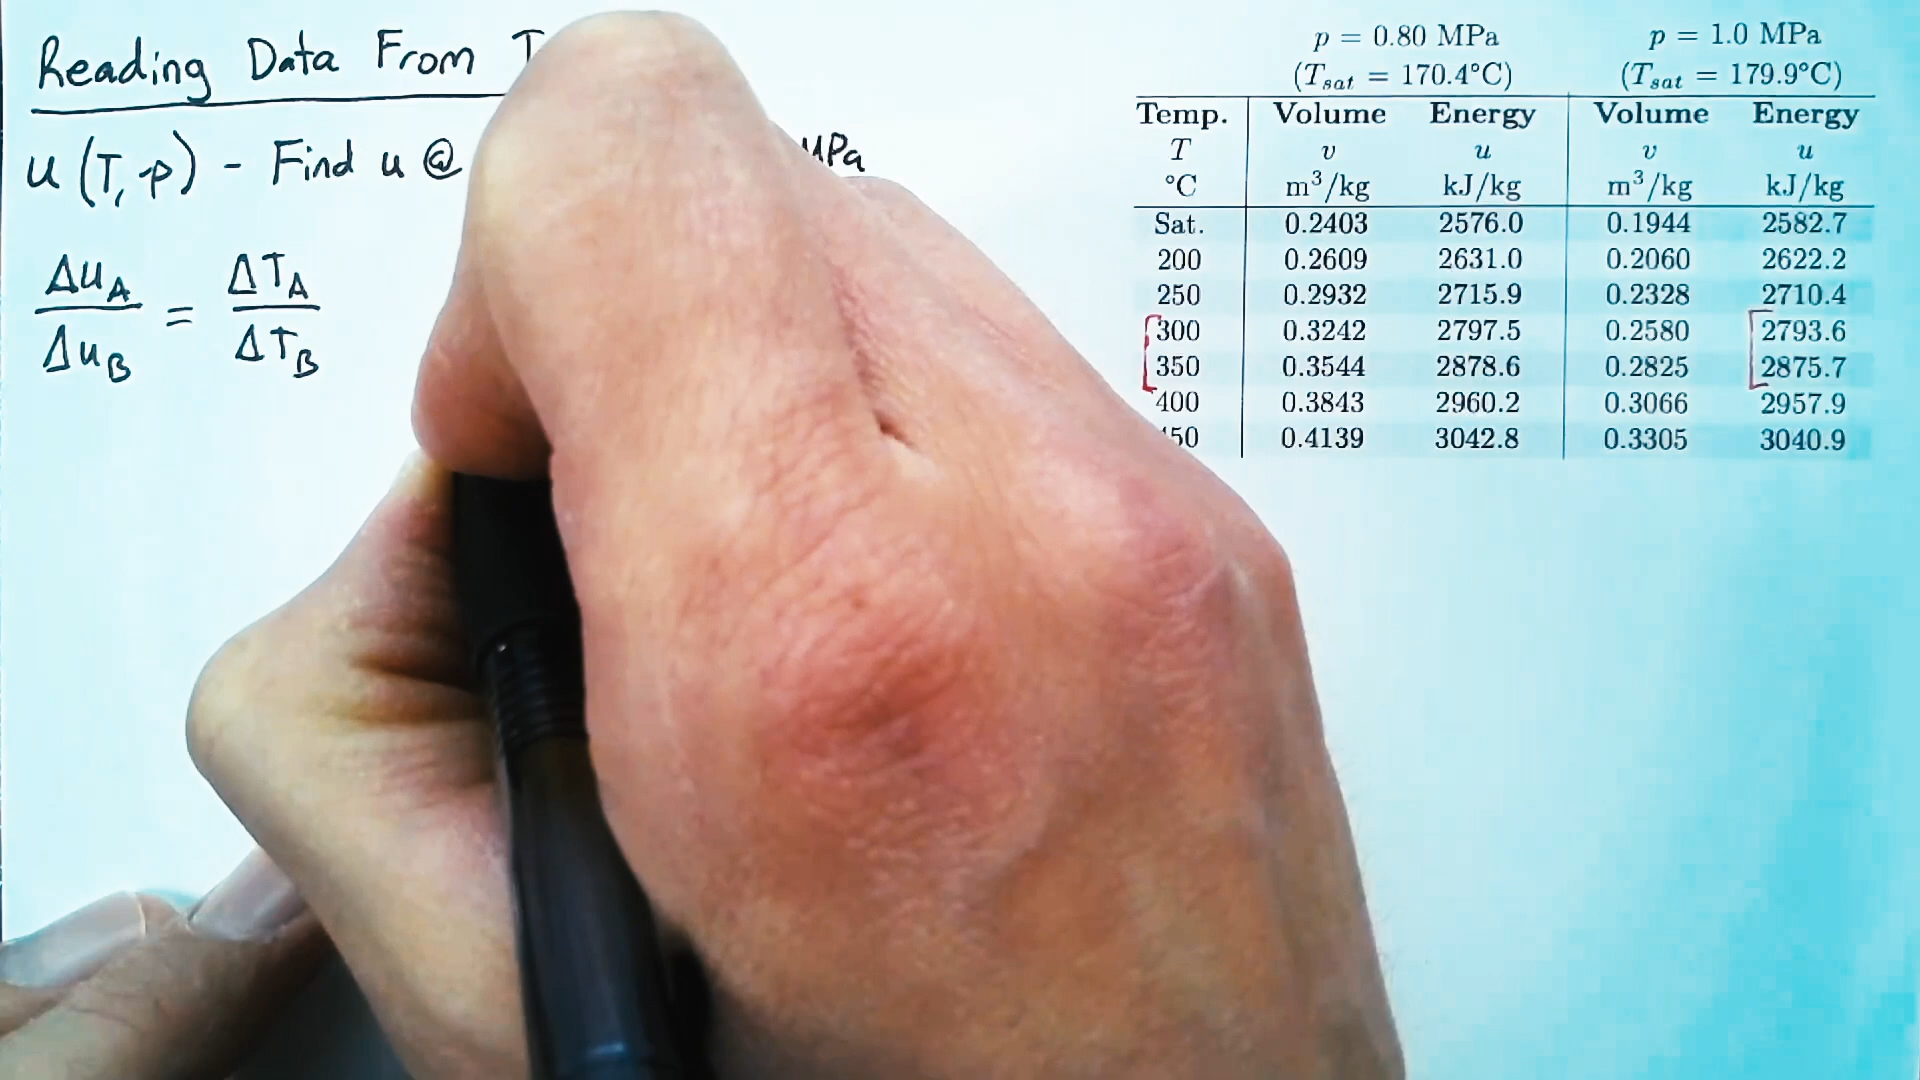 Reading Data From T
u (T, p) - Find u @ MPa
ΔuA / ΔuB = ΔTA / ΔTB
p = 0.80 MPa p = 1.0 MPa
(Tsat = 170.4°C) (Tsat = 179.9°C)
Temp. Volume Energy Volume Energy
T v u v u
°C m³/kg kJ/kg m³/kg kJ/kg
Sat. 0.2403 2576.0 0.1944 2582.7
200 0.2609 2631.0 0.2060 2622.2
250 0.2932 2715.9 0.2328 2710.4
300 0.3242 2797.5 0.2580 2793.6
350 0.3544 2878.6 0.2825 2875.7
400 0.3843 2960.2 0.3066 2957.9
450 0.4139 3042.8 0.3305 3040.9